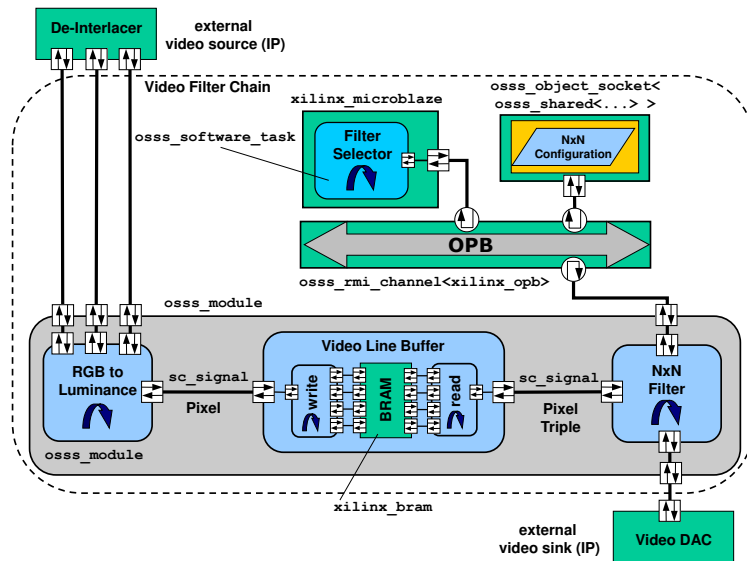 De-Interlacer
external
video source (IP)
Video Filter Chain
xilinx_microblaze
osss_object_socket<
osss_shared<...> >
osss_software_task
Filter
Selector
NxN
Configuration
OPB
osss_rmi_channel<xilinx_opb>
osss_module
Video Line Buffer
RGB to
Luminance
sc_signal
Pixel
write
BRAM
read
sc_signal
Pixel
Triple
NxN
Filter
osss_module
xilinx_bram
external
video sink (IP)
Video DAC